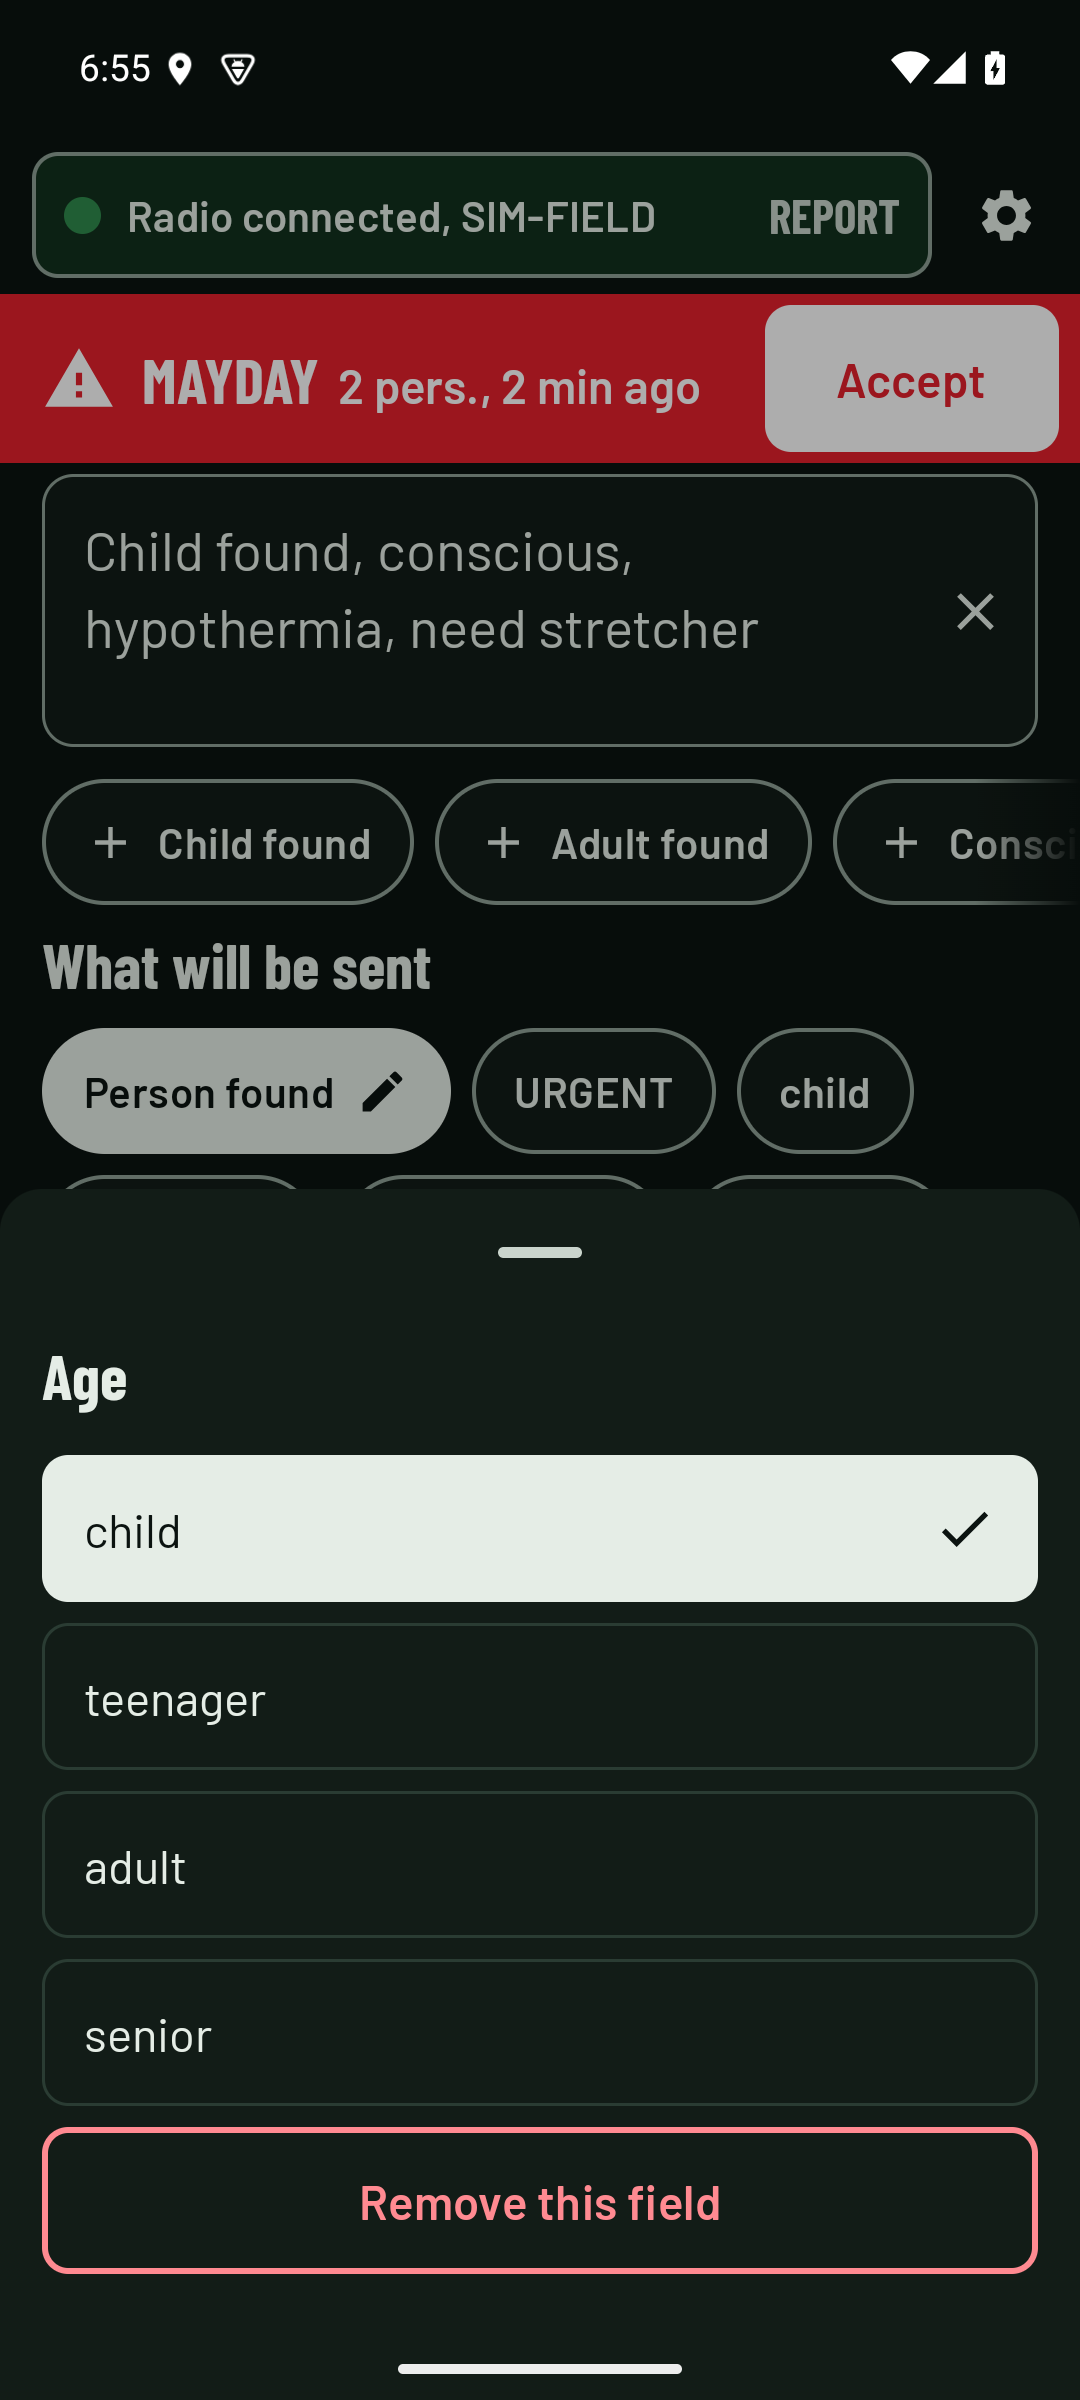 6:55
Radio connected, SIM-FIELD REPORT
MAYDAY 2 pers., 2 min ago Accept
Child found, conscious,
hypothermia, need stretcher
Child found Adult found Consci
What will be sent
Person found URGENT child
Age
child
teenager
adult
senior
Remove this field